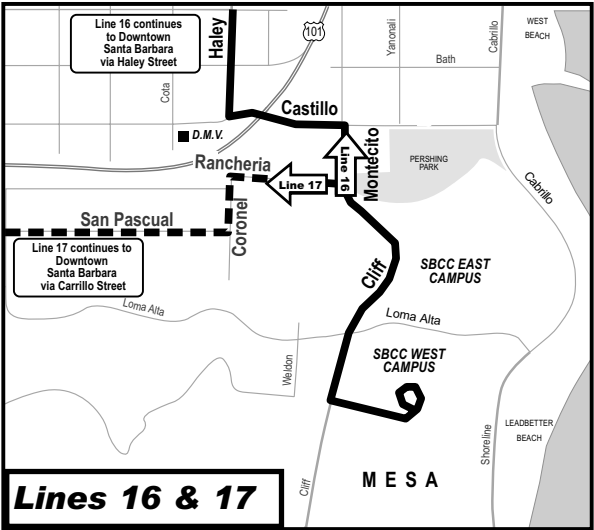 Line 16 continues
to Downtown
Santa Barbara
via Haley Street
Haley
101
Yanonali
Cabrillo
WEST
BEACH
Bath
Cota
Castillo
D.M.V.
Montecito
Line 16
Rancheria
Line 17
PERSHING
PARK
Cabrillo
San Pascual
Coronel
Line 17 continues to
Downtown
Santa Barbara
via Carrillo Street
Cliff
SBCC EAST
CAMPUS
Loma Alta
Loma Alta
SBCC WEST
CAMPUS
Weldon
LEADBETTER
BEACH
Shoreline
Cliff
MESA
Lines 16 & 17